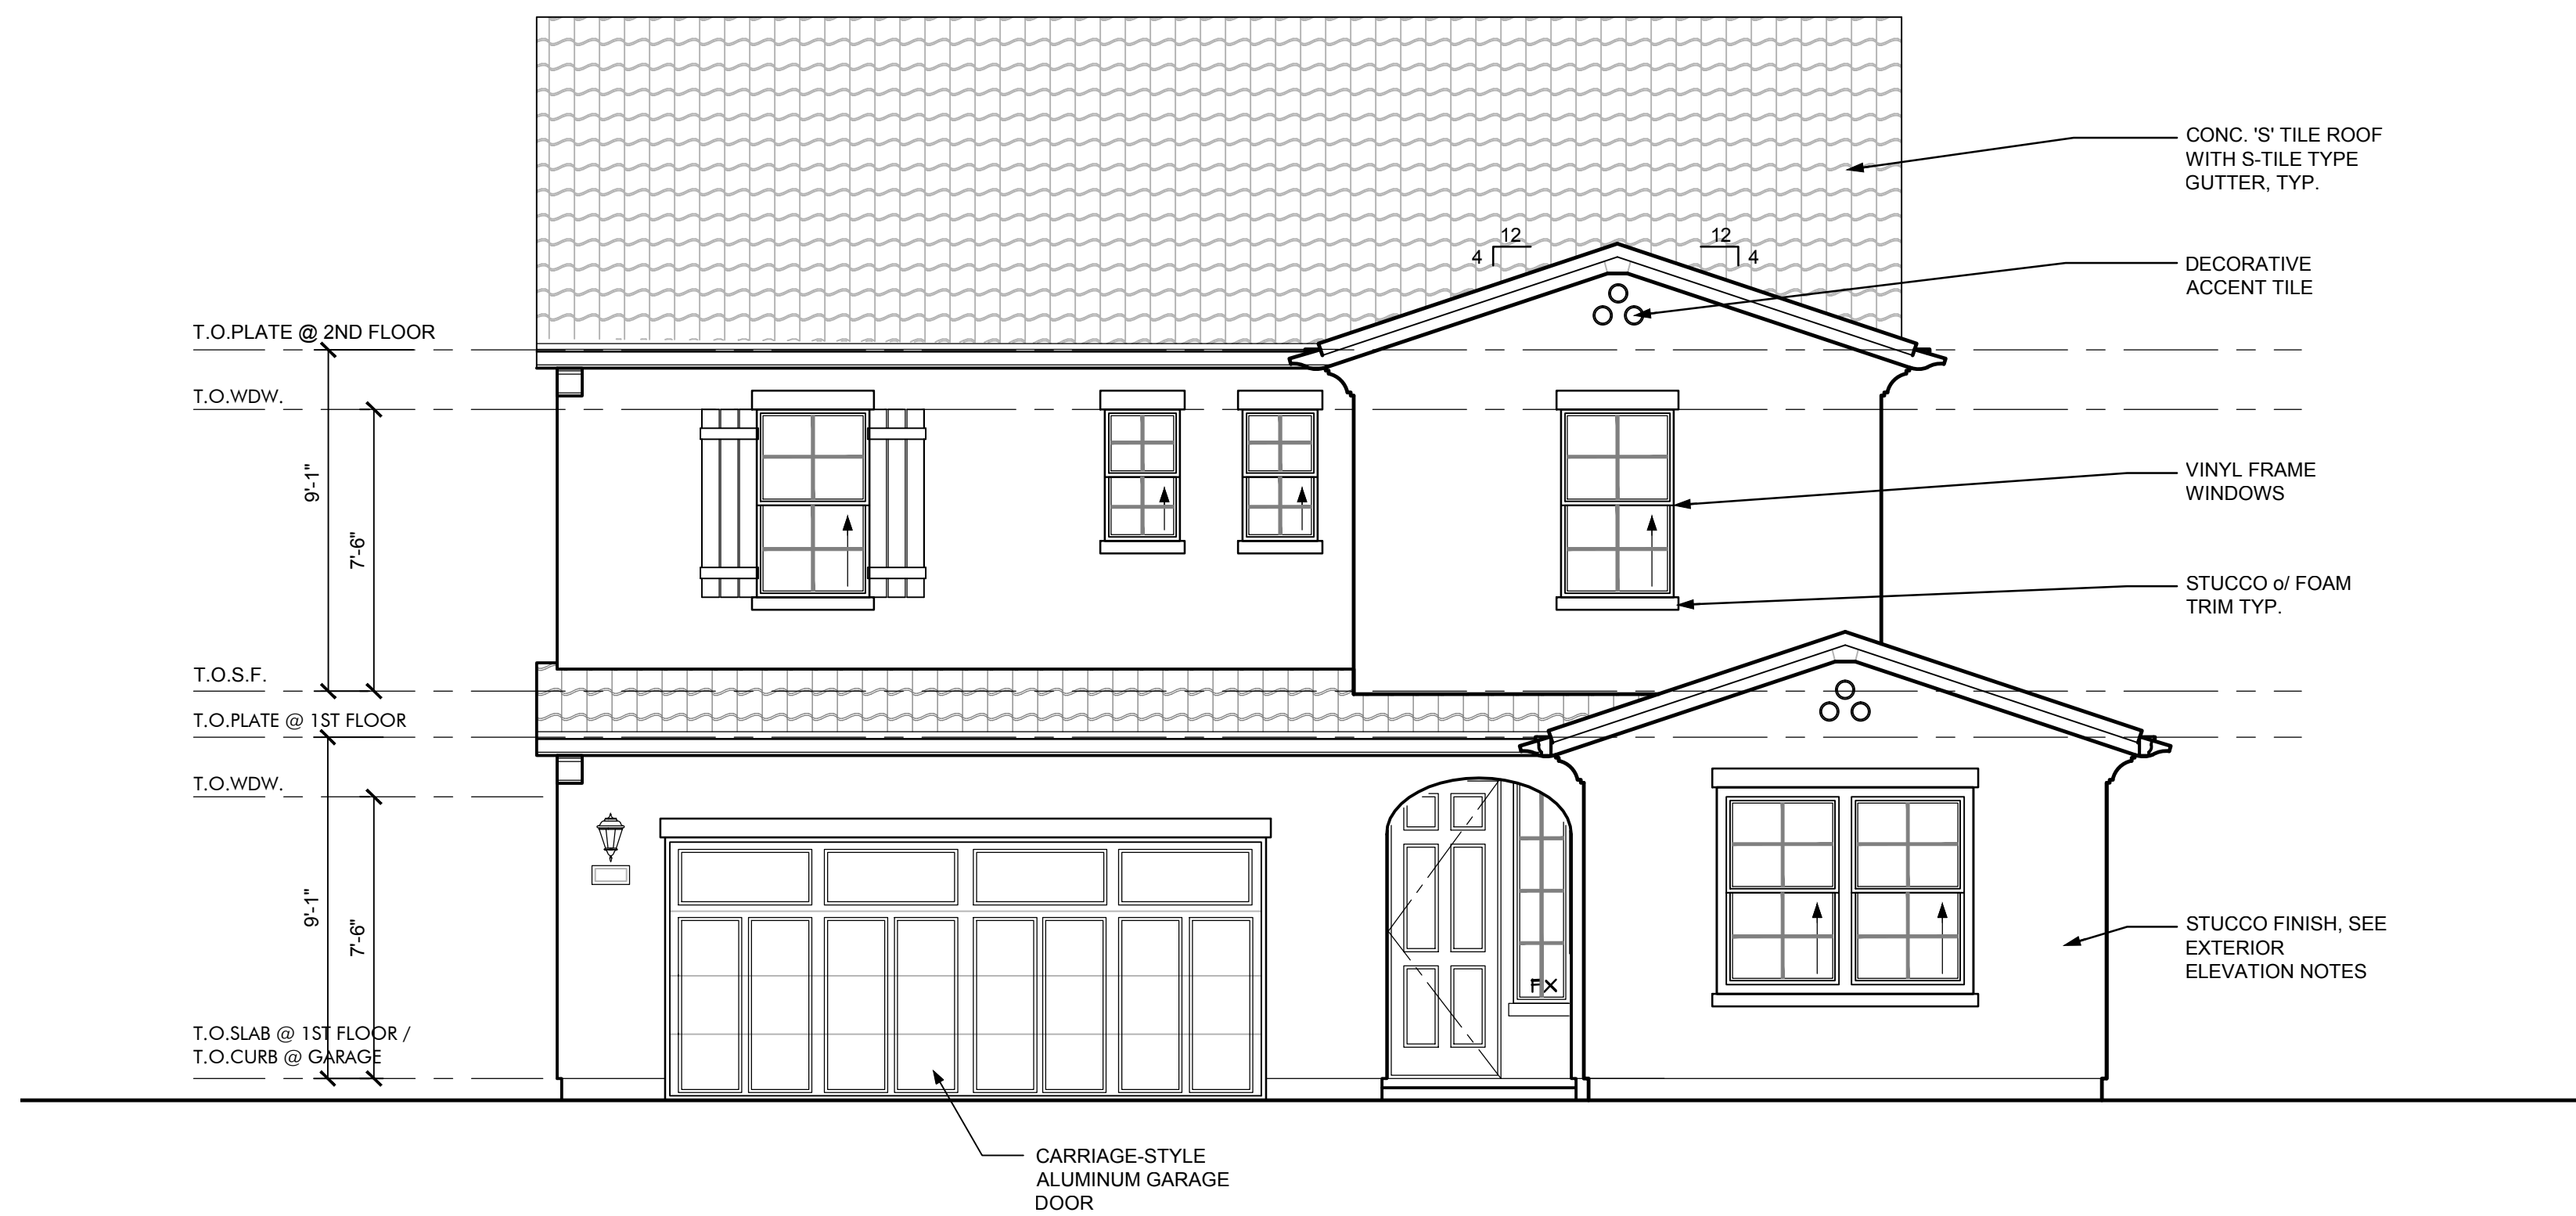 CONC. 'S' TILE ROOF
WITH S-TILE TYPE
GUTTER, TYP.
12
4
12
4
DECORATIVE
ACCENT TILE
T.O.PLATE @ 2ND FLOOR
T.O.WDW.
9'-1"
7'-6"
VINYL FRAME
WINDOWS
STUCCO o/ FOAM
TRIM TYP.
T.O.S.F.
T.O.PLATE @ 1ST FLOOR
T.O.WDW.
9'-1"
7'-6"
STUCCO FINISH, SEE
EXTERIOR
ELEVATION NOTES
FX
T.O.SLAB @ 1ST FLOOR /
T.O.CURB @ GARAGE
CARRIAGE-STYLE
ALUMINUM GARAGE
DOOR